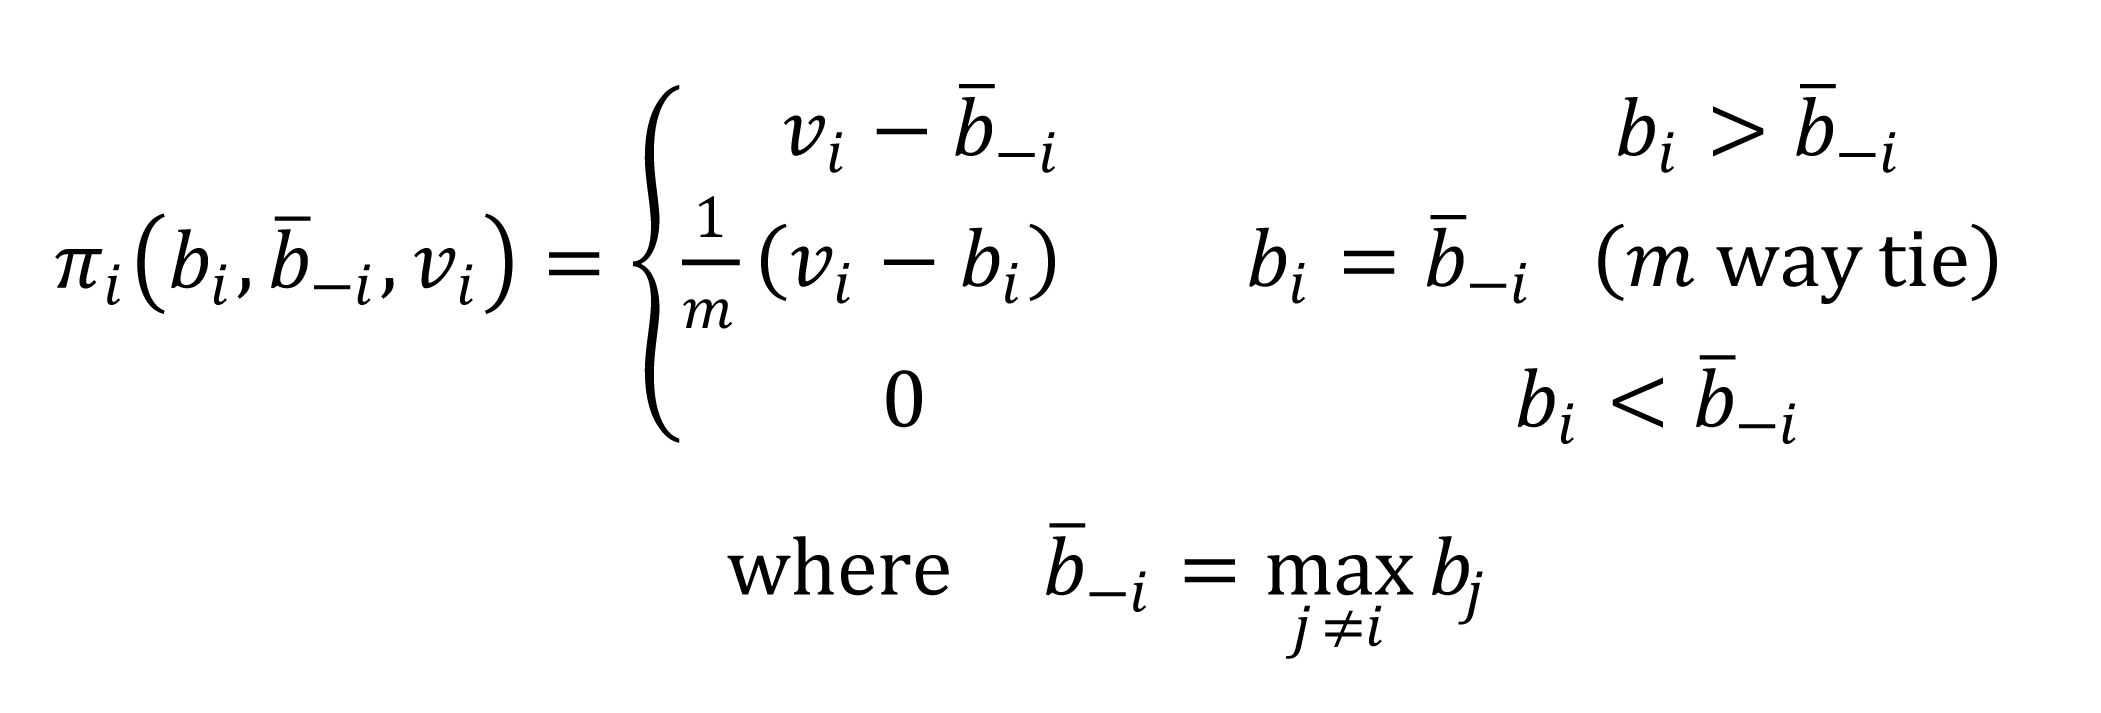 v_i − b̄_{−i}    b_i > b̄_{−i}
π_i(b_i, b̄_{−i}, v_i) = { 1/m (v_i − b_i)    b_i = b̄_{−i} (m way tie)
0    b_i < b̄_{−i}
where b̄_{−i} = max_{j≠i} b_j